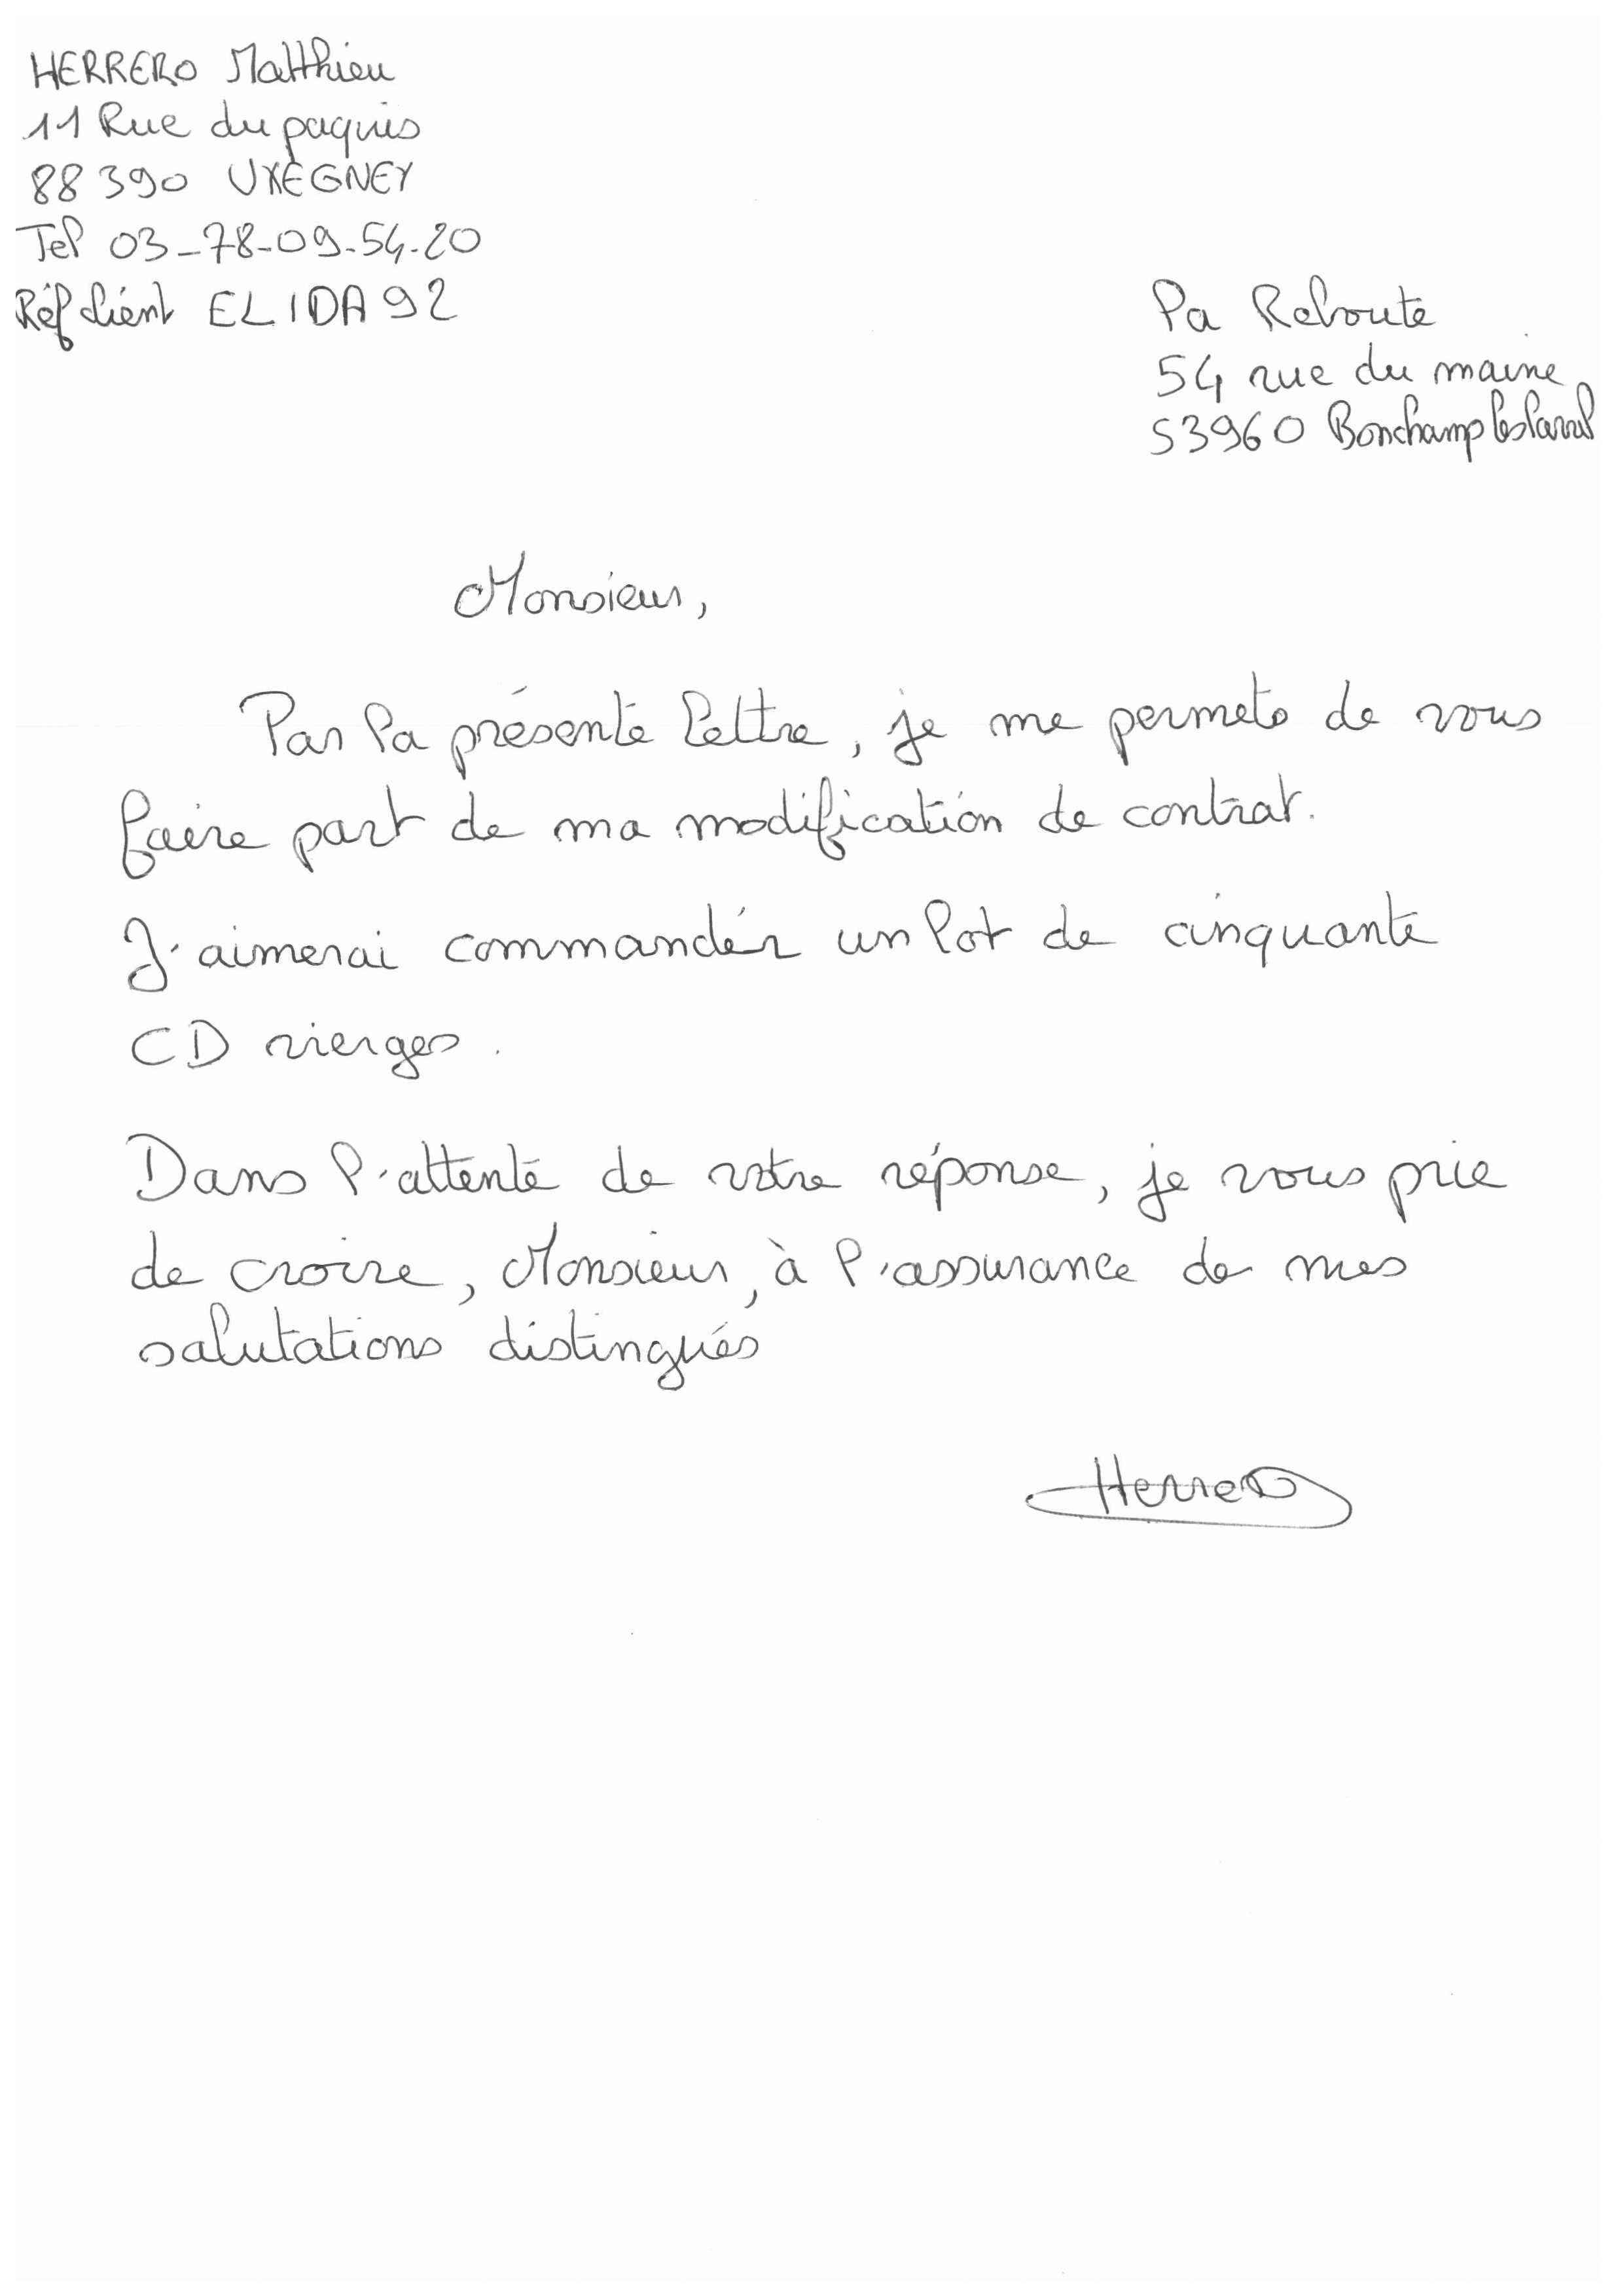 HERRERO Matthieu
11 Rue du paquis
88390 UXEGNEY
Tel 03-78-09-54-20
Réf client ELIDA92
La Reboute
54 rue du maine
53960 Bonchamp les Laval
Monsieur,
Par la présente lettre, je me permets de vous
faire part de ma modification de contrat.
J'aimerai commander un lot de cinquante
CD vierges.
Dans l'attente de votre réponse, je vous prie
de croire, Monsieur, à l'assurance de mes
salutations distingués
Herrero